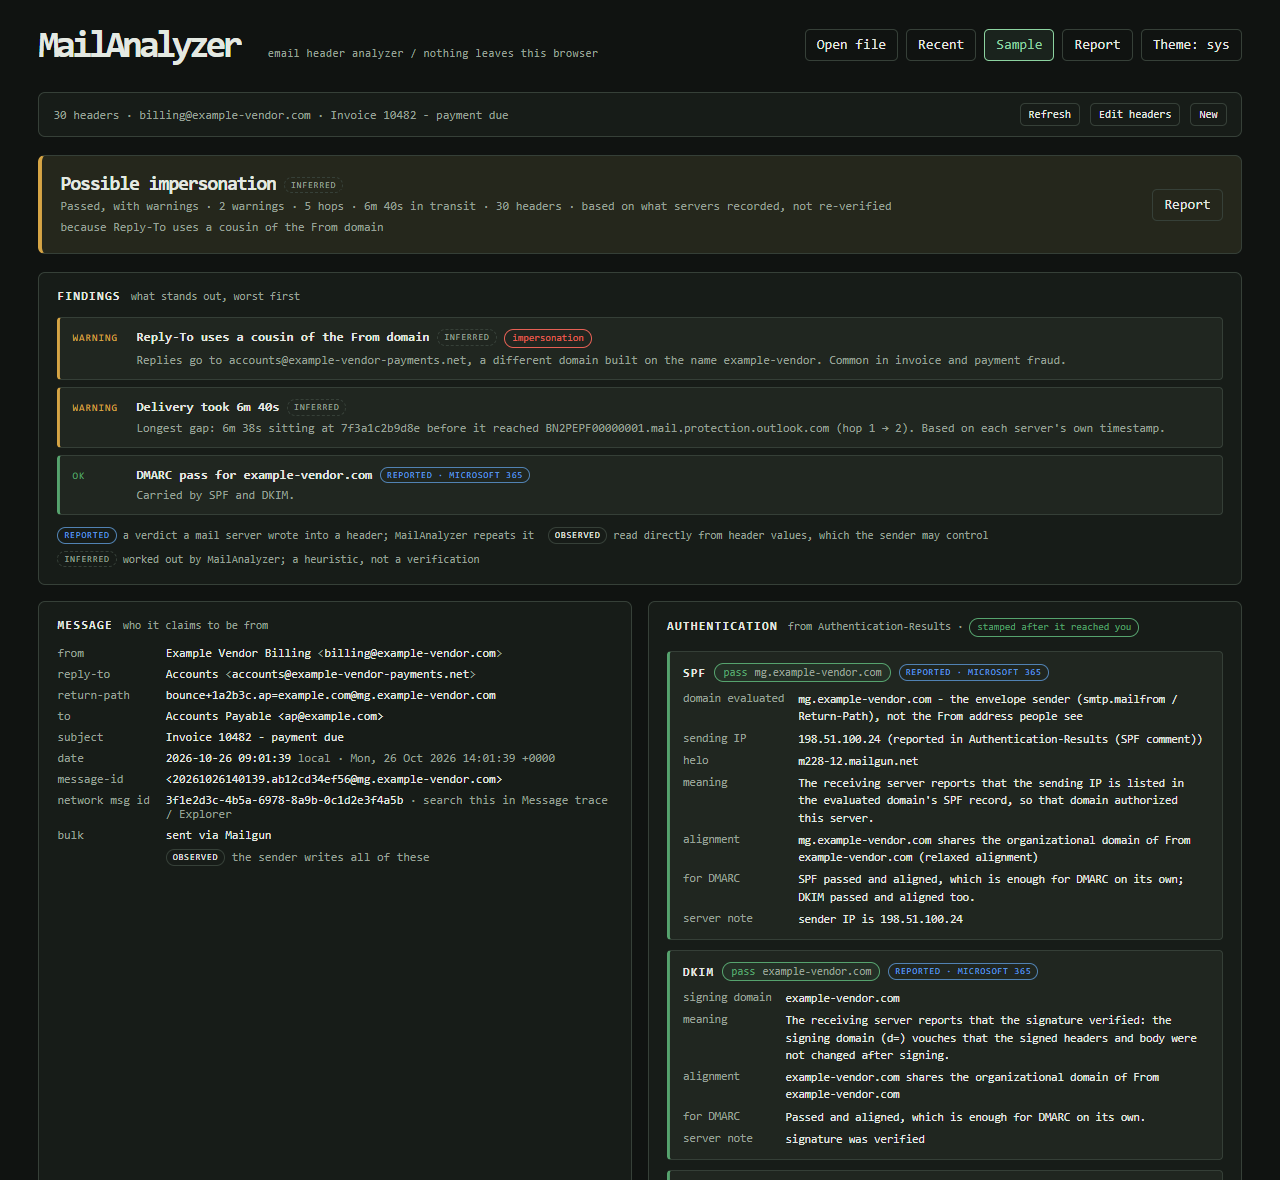 MailAnalyzer email header analyzer / nothing leaves this browser Open file Recent Sample Report Theme: sys
30 headers · billing@example-vendor.com · Invoice 10482 - payment due Refresh Edit headers New
Possible impersonation INFERRED
Passed, with warnings · 2 warnings · 5 hops · 6m 40s in transit · 30 headers · based on what servers recorded, not re-verified
Report
because Reply-To uses a cousin of the From domain
FINDINGS what stands out, worst first
WARNING Reply-To uses a cousin of the From domain INFERRED impersonation
Replies go to accounts@example-vendor-payments.net, a different domain built on the name example-vendor. Common in invoice and payment fraud.
WARNING Delivery took 6m 40s INFERRED
Longest gap: 6m 38s sitting at 7f3a1c2b9d8e before it reached BN2PEPF00000001.mail.protection.outlook.com (hop 1 → 2). Based on each server's own timestamp.
OK DMARC pass for example-vendor.com REPORTED · MICROSOFT 365
Carried by SPF and DKIM.
REPORTED a verdict a mail server wrote into a header; MailAnalyzer repeats it OBSERVED read directly from header values, which the sender may control
INFERRED worked out by MailAnalyzer; a heuristic, not a verification
MESSAGE who it claims to be from
from Example Vendor Billing <billing@example-vendor.com>
reply-to Accounts <accounts@example-vendor-payments.net>
return-path bounce+1a2b3c.ap=example.com@mg.example-vendor.com
to Accounts Payable <ap@example.com>
subject Invoice 10482 - payment due
date 2026-10-26 09:01:39 local · Mon, 26 Oct 2026 14:01:39 +0000
message-id <20261026140139.ab12cd34ef56@mg.example-vendor.com>
network msg id 3f1e2d3c-4b5a-6978-8a9b-0c1d2e3f4a5b · search this in Message trace
/ Explorer
bulk sent via Mailgun
OBSERVED the sender writes all of these
AUTHENTICATION from Authentication-Results · stamped after it reached you
SPF pass mg.example-vendor.com REPORTED · MICROSOFT 365
domain evaluated mg.example-vendor.com - the envelope sender (smtp.mailfrom /
Return-Path), not the From address people see
sending IP 198.51.100.24 (reported in Authentication-Results (SPF comment))
helo m228-12.mailgun.net
meaning The receiving server reports that the sending IP is listed in
the evaluated domain's SPF record, so that domain authorized
this server.
alignment mg.example-vendor.com shares the organizational domain of From
example-vendor.com (relaxed alignment)
for DMARC SPF passed and aligned, which is enough for DMARC on its own;
DKIM passed and aligned too.
server note sender IP is 198.51.100.24
DKIM pass example-vendor.com REPORTED · MICROSOFT 365
signing domain example-vendor.com
meaning The receiving server reports that the signature verified: the
signing domain (d=) vouches that the signed headers and body were
not changed after signing.
alignment example-vendor.com shares the organizational domain of From
example-vendor.com
for DMARC Passed and aligned, which is enough for DMARC on its own.
server note signature was verified